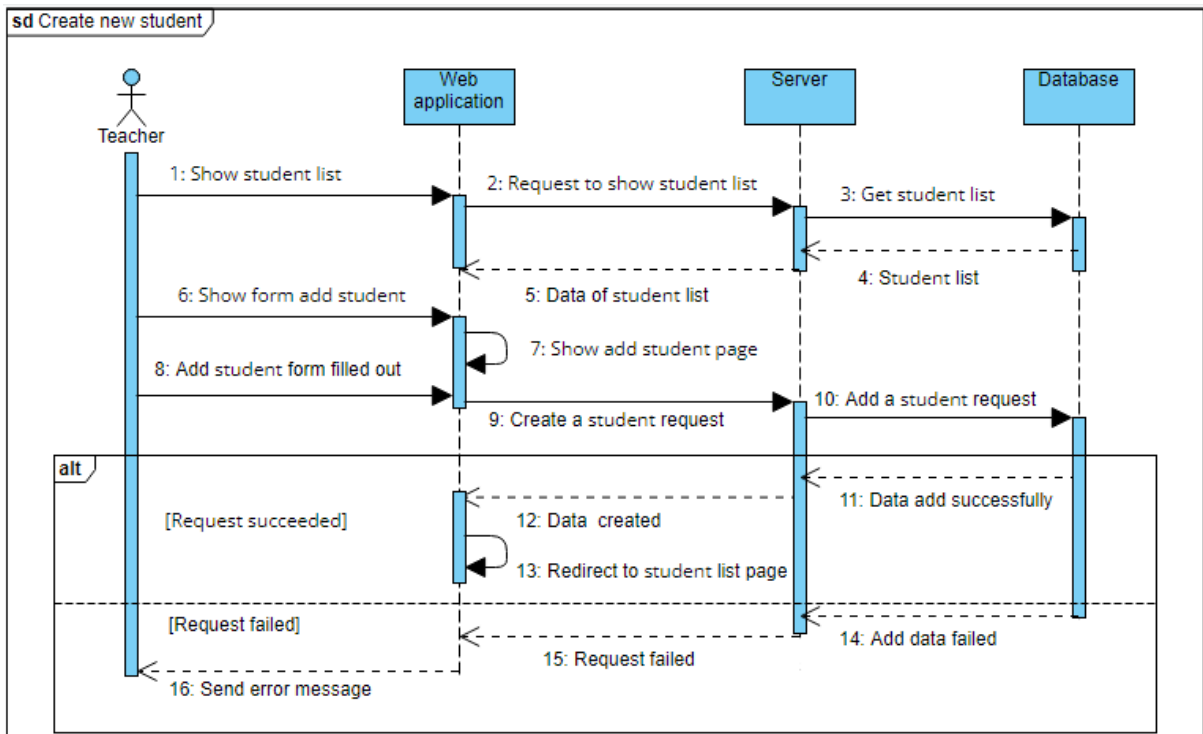 sd Create new student
Web
application
Server
Database
Teacher
1: Show student list
2: Request to show student list
3: Get student list
4: Student list
5: Data of student list
6: Show form add student
7: Show add student page
8: Add student form filled out
9: Create a student request
10: Add a student request
alt
11: Data add successfully
[Request succeeded]
12: Data created
13: Redirect to student list page
[Request failed]
14: Add data failed
15: Request failed
16: Send error message